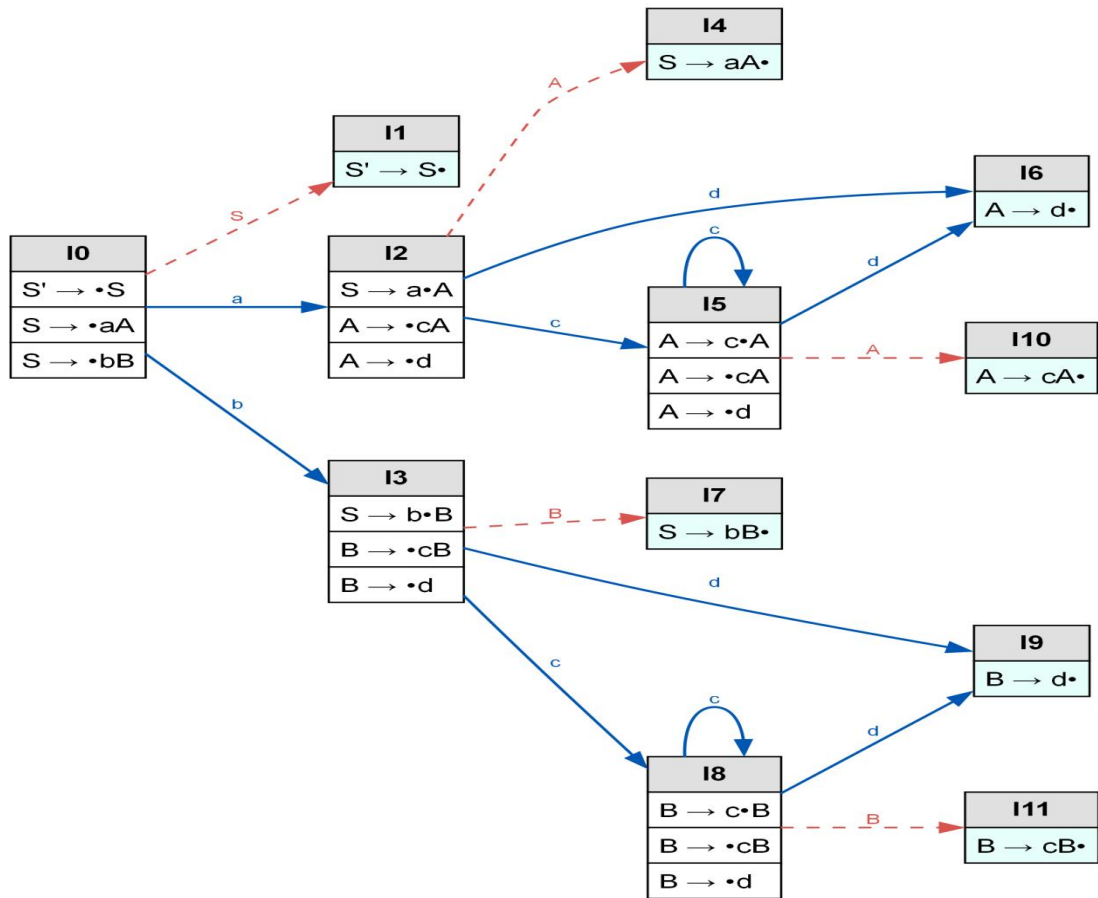 I4
S → aA•
A
I1
S' → S•
S
I6
A → d•
d
I0
S' → •S
S → •aA
S → •bB
a
I2
S → a•A
A → •cA
A → •d
c
c
I5
A → c•A
A → •cA
A → •d
d
A
I10
A → cA•
b
I3
S → b•B
B → •cB
B → •d
B
I7
S → bB•
d
I9
B → d•
c
c
I8
B → c•B
B → •cB
B → •d
d
B
I11
B → cB•